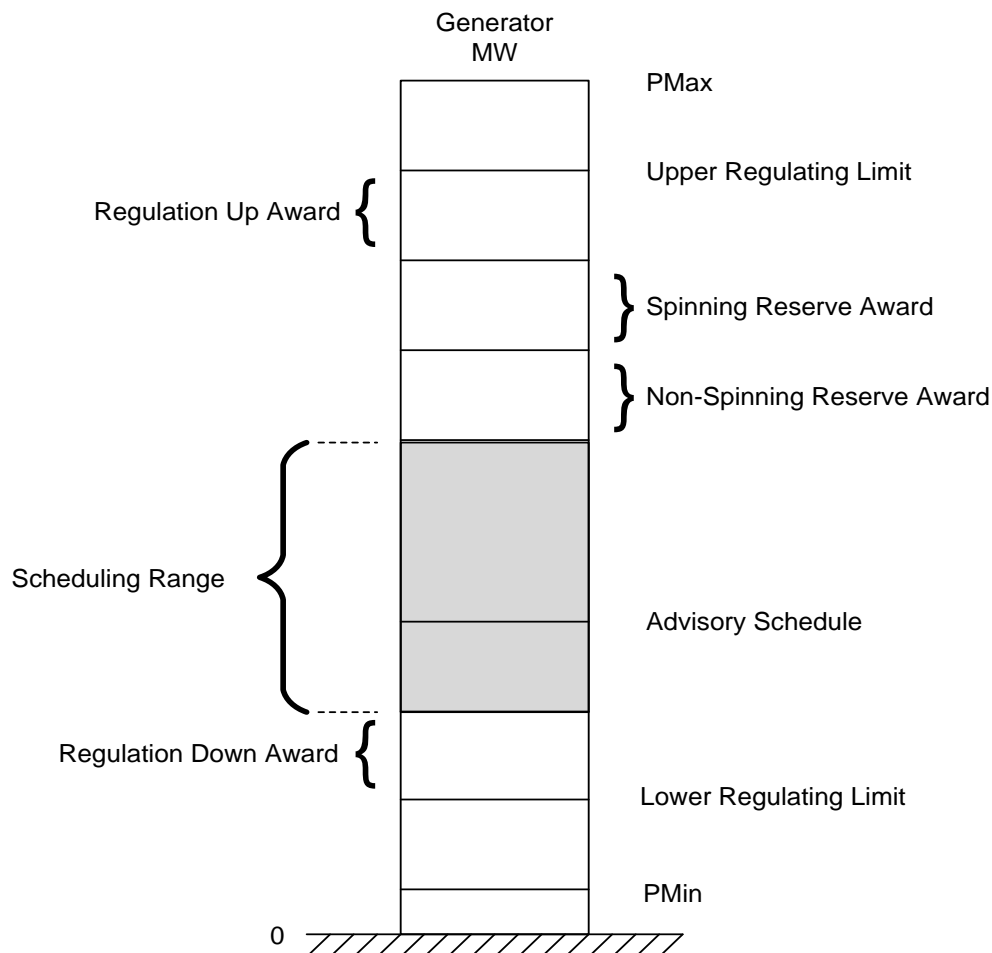 Generator
MW
PMax
Upper Regulating Limit
Regulation Up Award
Spinning Reserve Award
Non-Spinning Reserve Award
Scheduling Range
Advisory Schedule
Regulation Down Award
Lower Regulating Limit
PMin
0